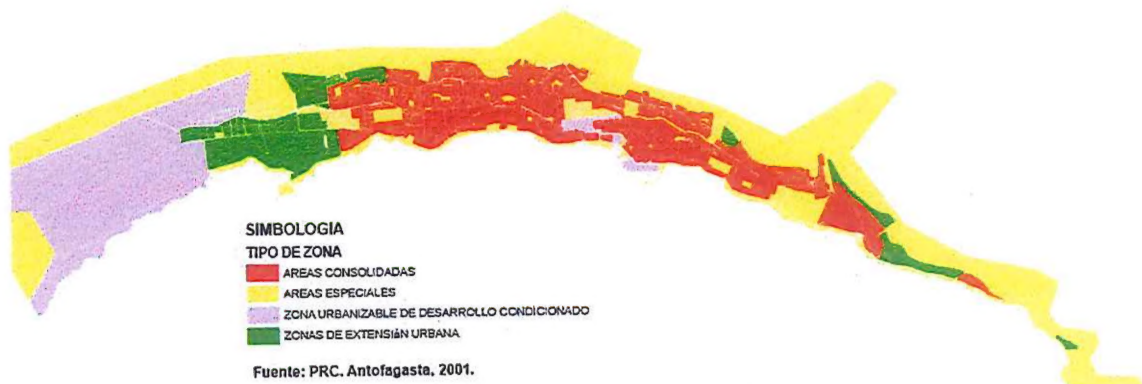 SIMBOLOGIA
TIPO DE ZONA
AREAS CONSOLIDADAS
AREAS ESPECIALES
ZONA URBANIZABLE DE DESARROLLO CONDICIONADO
ZONAS DE EXTENSIÓN URBANA
Fuente: PRC. Antofagasta, 2001.